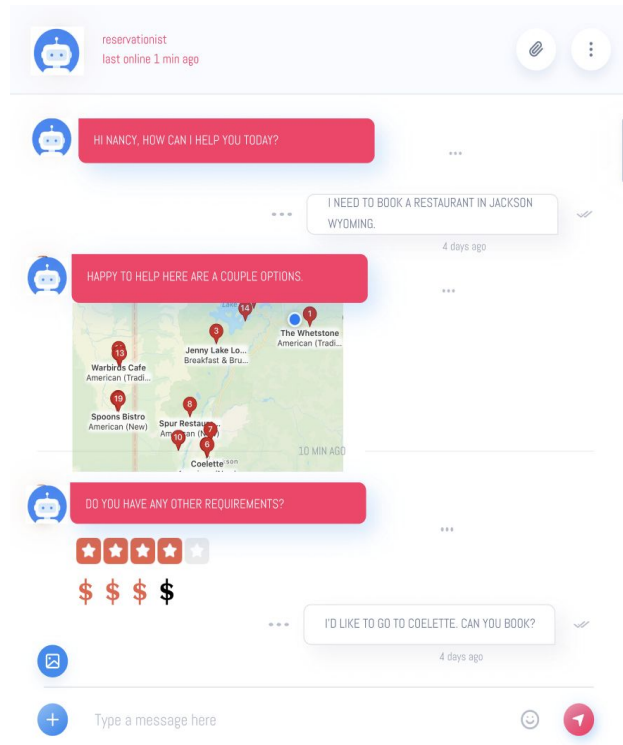 reservationist
last online 1 min ago
HI NANCY, HOW CAN I HELP YOU TODAY?
I NEED TO BOOK A RESTAURANT IN JACKSON
WYOMING.
4 days ago
HAPPY TO HELP HERE ARE A COUPLE OPTIONS.
Lake
14
1
The Whetstone
American (Tradi...
3
Jenny Lake Lo...
Breakfast & Bru...
13
Warbirds Cafe
American (Tradi...
19
Spoons Bistro
American (New)
8
Spur Restau...
American (New)
7
10
6
Coelette
son
10 MIN AGO
DO YOU HAVE ANY OTHER REQUIREMENTS?
$ $ $ $
I'D LIKE TO GO TO COELETTE. CAN YOU BOOK?
4 days ago
Type a message here